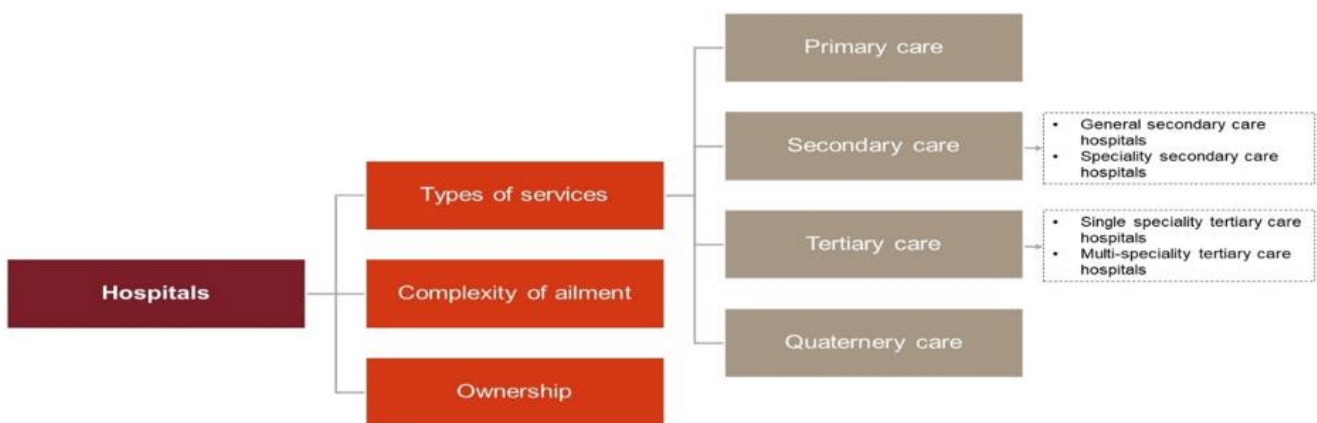 Hospitals
Types of services
Complexity of ailment
Ownership
Primary care
Secondary care
Tertiary care
Quaternery care
• General secondary care
hospitals
• Speciality secondary care
hospitals
• Single speciality tertiary care
hospitals
• Multi-speciality tertiary care
hospitals